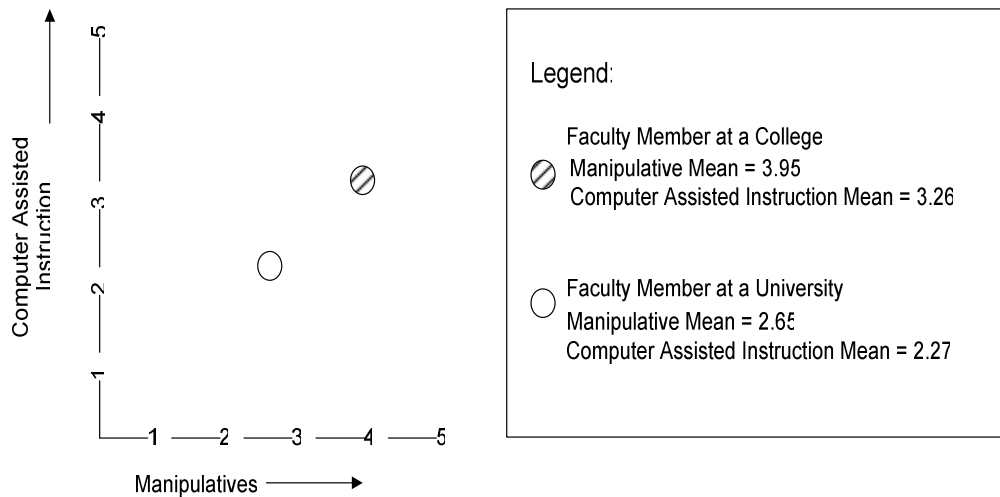 5
4
3
2
1
Computer Assisted
Instruction
1 2 3 4 5
Manipulatives
Legend:
Faculty Member at a College
Manipulative Mean = 3.95
Computer Assisted Instruction Mean = 3.26
Faculty Member at a University
Manipulative Mean = 2.65
Computer Assisted Instruction Mean = 2.27